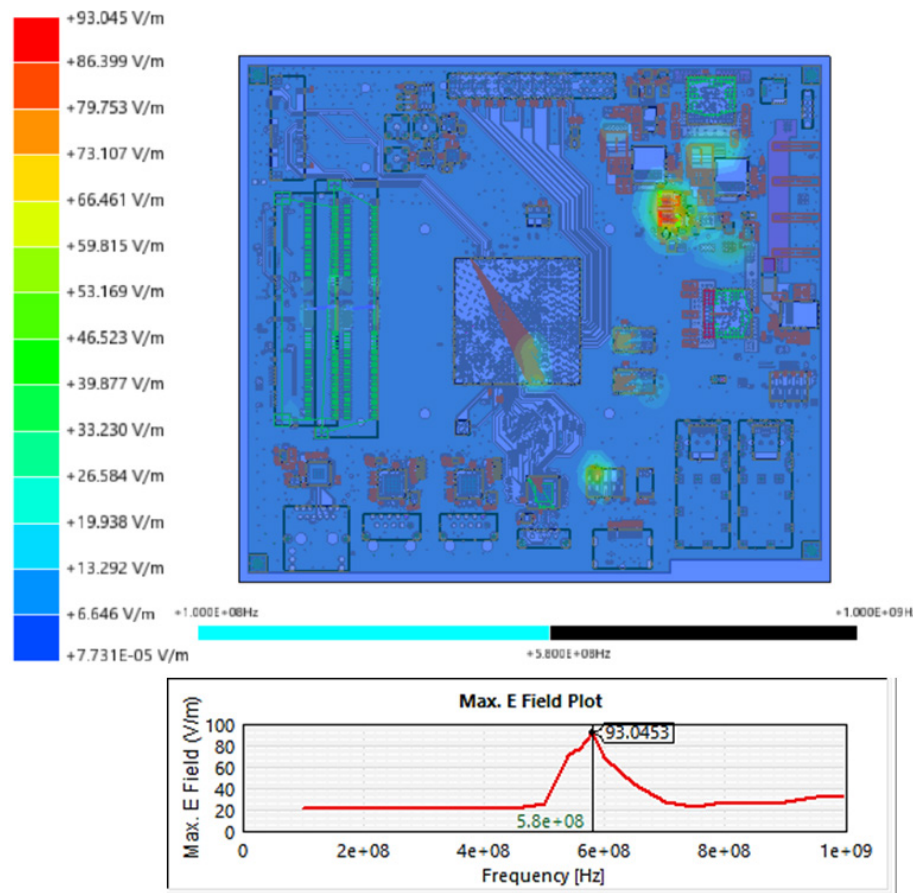 +93.045 V/m
+86.399 V/m
+79.753 V/m
+73.107 V/m
+66.461 V/m
+59.815 V/m
+53.169 V/m
+46.523 V/m
+39.877 V/m
+33.230 V/m
+26.584 V/m
+19.938 V/m
+13.292 V/m
+6.646 V/m
+7.731E-05 V/m
+1.000E+08Hz
+1.000E+09H
+5.800E+08Hz
Max. E Field Plot
Max. E Field (V/m)
100
80
60
40
20
0
93.0453
5.8e+08
0
2e+08
4e+08
6e+08
8e+08
1e+09
Frequency [Hz]